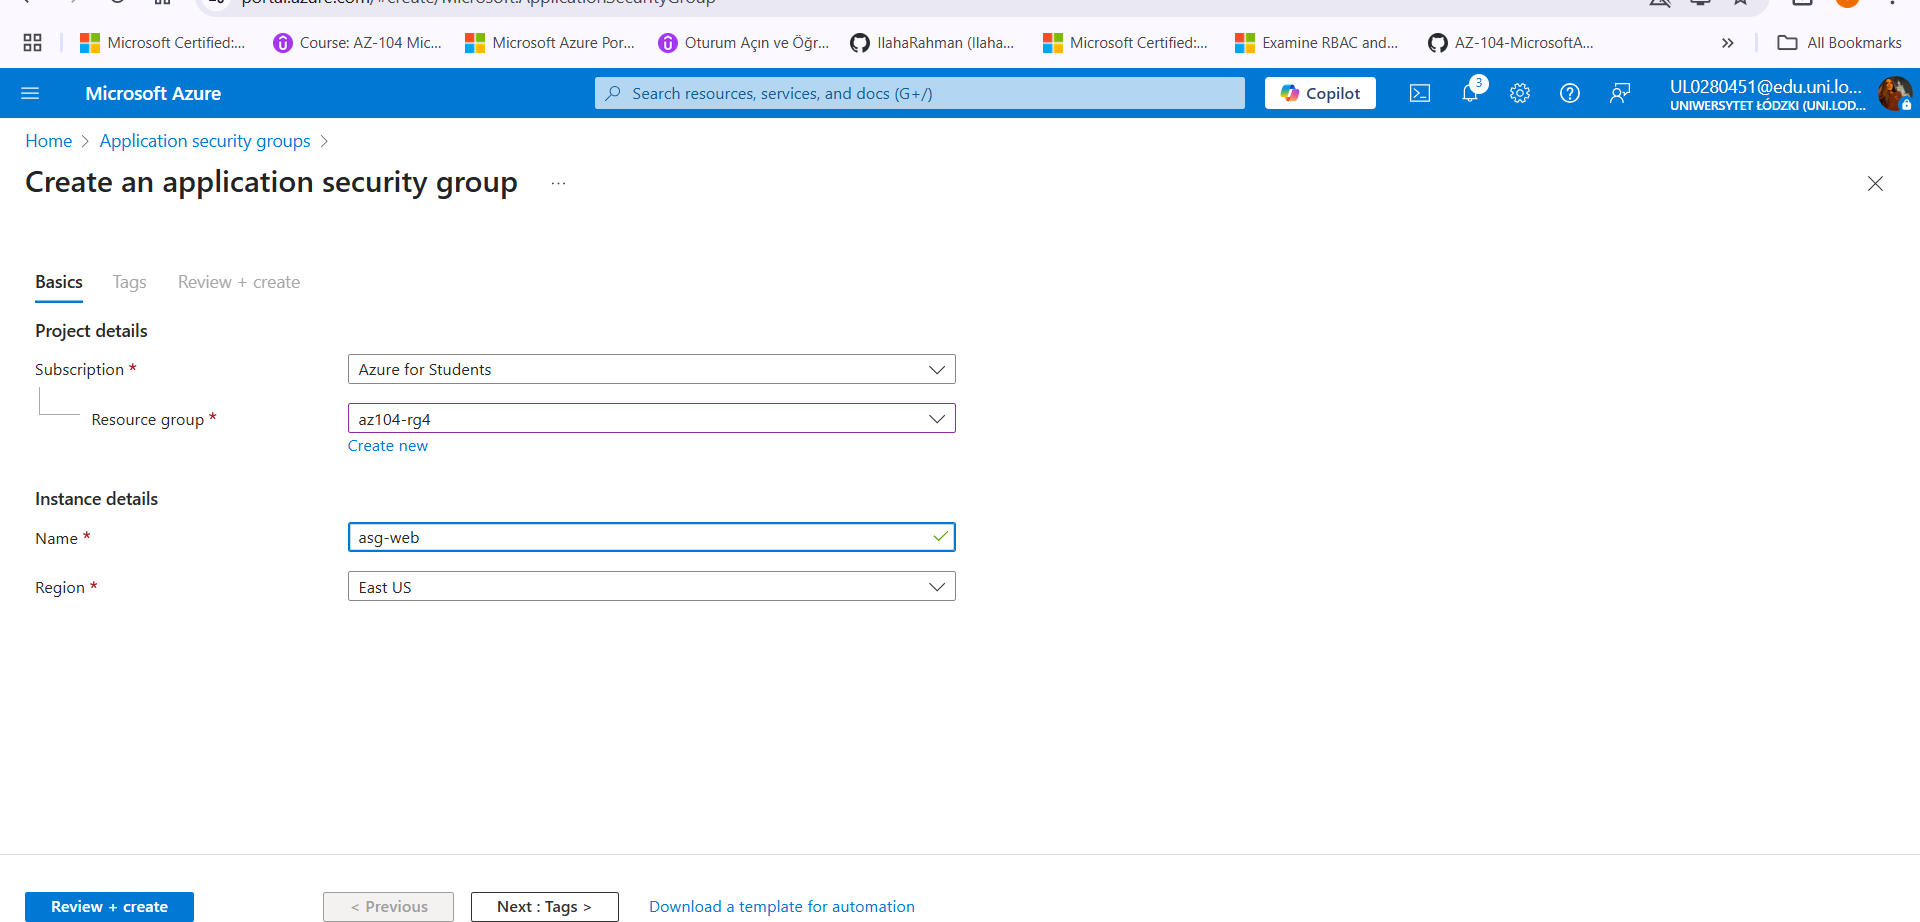 portal.azure.com/#create/Microsoft.ApplicationSecurityGroup
Microsoft Certified:...
Course: AZ-104 Mic...
Microsoft Azure Por...
Oturum Açın ve Öğr...
IlahaRahman (Ilaha...
Microsoft Certified:...
Examine RBAC and...
AZ-104-MicrosoftA...
All Bookmarks
Microsoft Azure
Search resources, services, and docs (G+/)
Copilot
3
UL0280451@edu.uni.lo...
UNIWERSYTET ŁÓDZKI (UNI.LOD...
Home > Application security groups >
Create an application security group ...
Basics
Tags
Review + create
Project details
Subscription *
Azure for Students
Resource group *
az104-rg4
Create new
Instance details
Name *
asg-web
Region *
East US
Review + create
< Previous
Next : Tags >
Download a template for automation